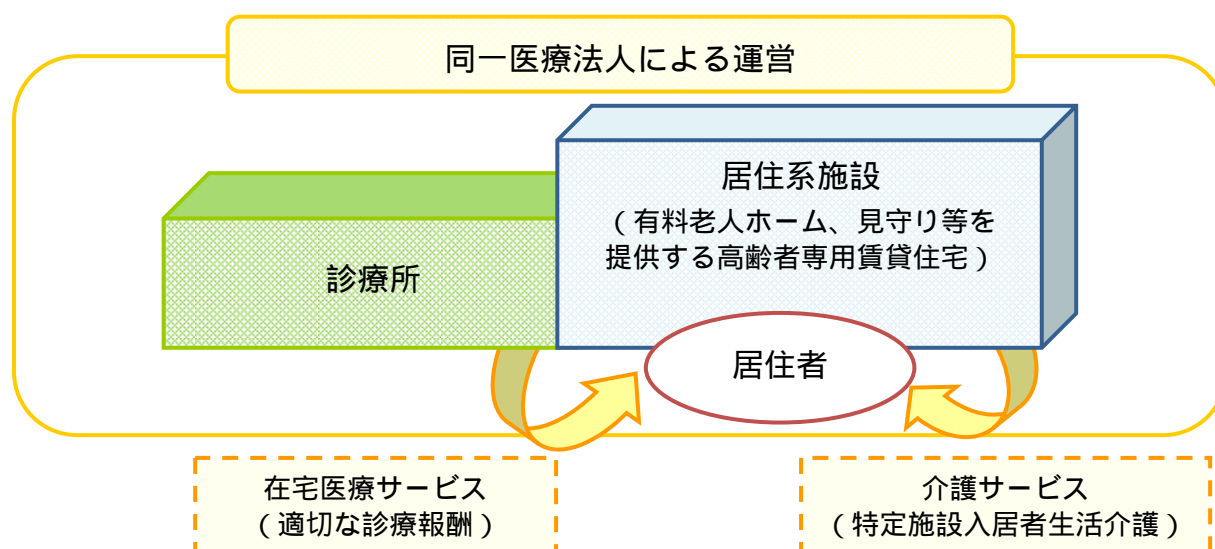 同一医療法人による運営
居住系施設
（有料老人ホーム、見守り等を
提供する高齢者専用賃貸住宅）
診療所
居住者
在宅医療サービス
（適切な診療報酬）
介護サービス
（特定施設入居者生活介護）